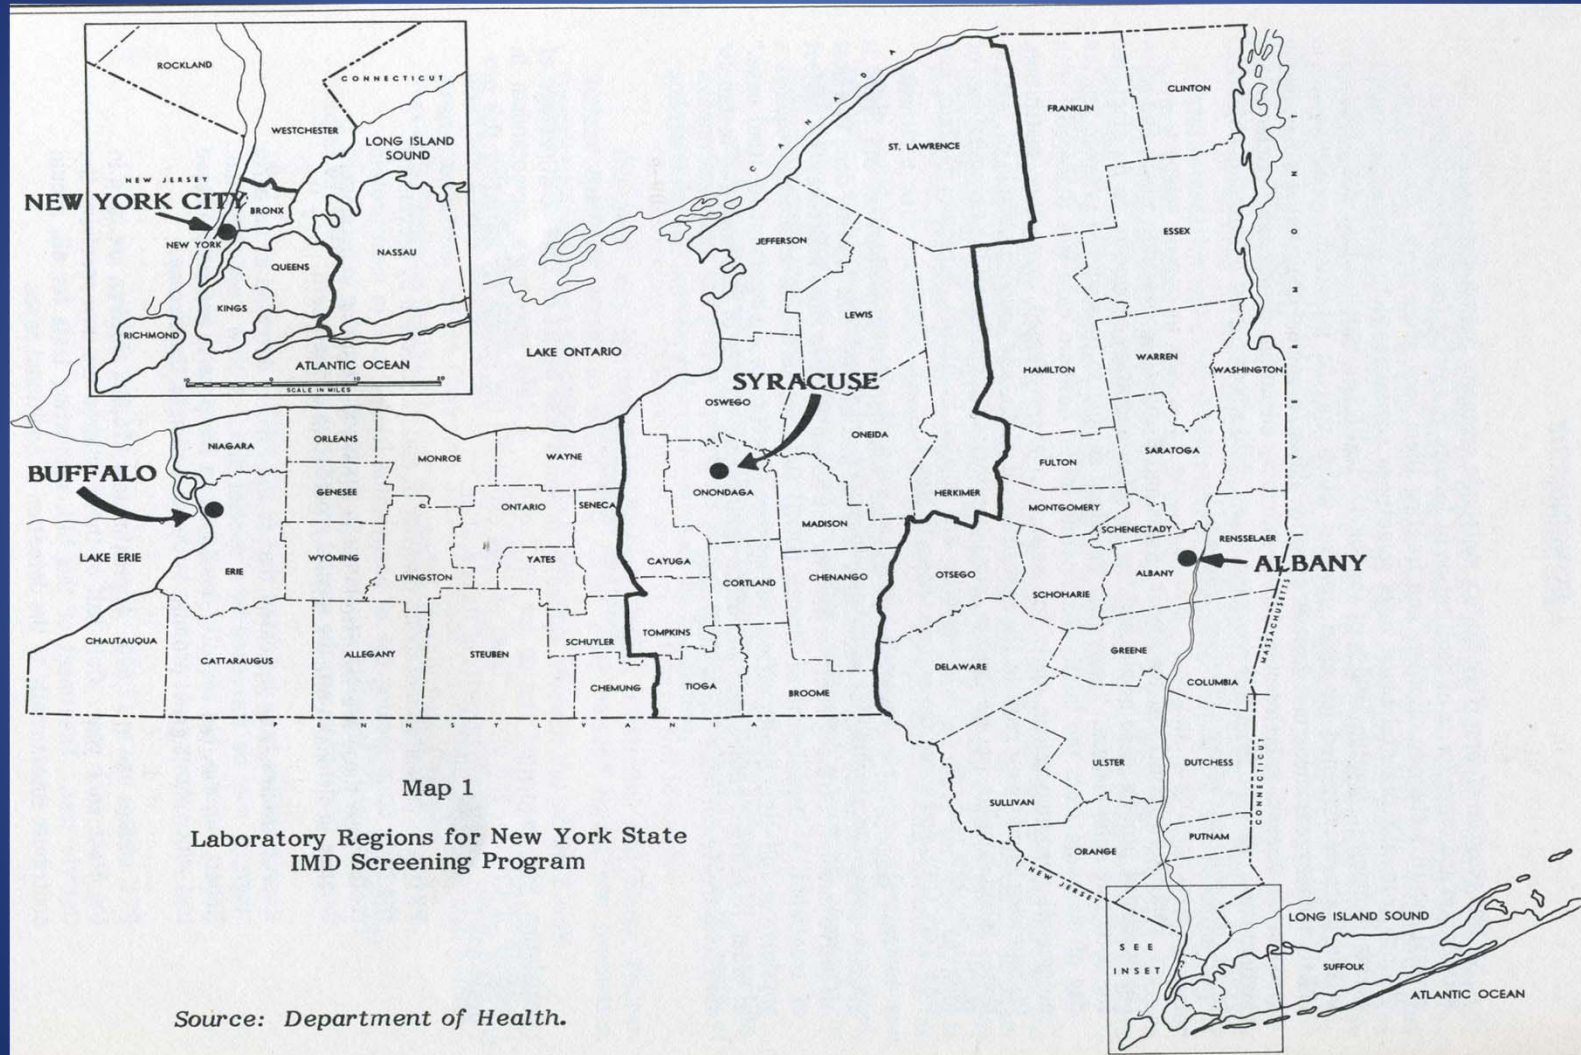 ROCKLAND
CONNECTICUT
WESTCHESTER
LONG ISLAND
SOUND
NEW JERSEY
NEW YORK CITY
BRONX
NEW YORK
QUEENS
NASSAU
KINGS
RICHMOND
ATLANTIC OCEAN
10 0 10 20
SCALE IN MILES
CANADA
FRANKLIN
CLINTON
ST. LAWRENCE
VERMONT
JEFFERSON
ESSEX
LEWIS
LAKE ONTARIO
HAMILTON
WARREN
WASHINGTON
SYRACUSE
OSWEGO
ONEIDA
HERKIMER
FULTON
SARATOGA
NIAGARA
ORLEANS
MONROE
WAYNE
BUFFALO
GENESEE
ONTARIO
SENECA
ONONDAGA
MADISON
MONTGOMERY
SCHENECTADY
RENSSELAER
LAKE ERIE
ERIE
WYOMING
LIVINGSTON
YATES
CAYUGA
CORTLAND
CHENANGO
OTSEGO
SCHOHARIE
ALBANY
ALBANY
MASSACHUSETTS
CHAUTAUQUA
CATTARAUGUS
ALLEGANY
STEUBEN
SCHUYLER
TOMPKINS
DELAWARE
GREENE
COLUMBIA
CHEMUNG
TIOGA
BROOME
PENNSYLVANIA
ULSTER
DUTCHESS
CONNECTICUT
SULLIVAN
ORANGE
PUTNAM
NEW JERSEY
Map 1
Laboratory Regions for New York State
IMD Screening Program
SEE
INSET
LONG ISLAND SOUND
SUFFOLK
ATLANTIC OCEAN
Source: Department of Health.